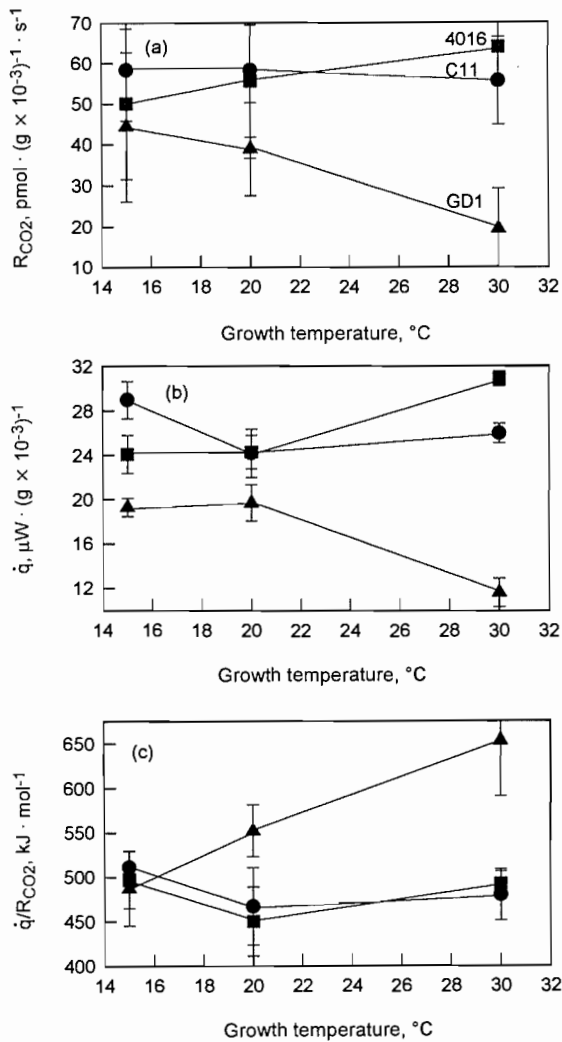 (a)
4016
C11
GD1
70
60
50
40
30
20
10
R_CO2, pmol · (g × 10⁻³)⁻¹ · s⁻¹
14 16 18 20 22 24 26 28 30 32
Growth temperature, °C
(b)
32
28
24
20
16
12
q̇, µW · (g × 10⁻³)⁻¹
14 16 18 20 22 24 26 28 30 32
Growth temperature, °C
(c)
650
600
550
500
450
400
q̇/R_CO2, kJ · mol⁻¹
14 16 18 20 22 24 26 28 30 32
Growth temperature, °C